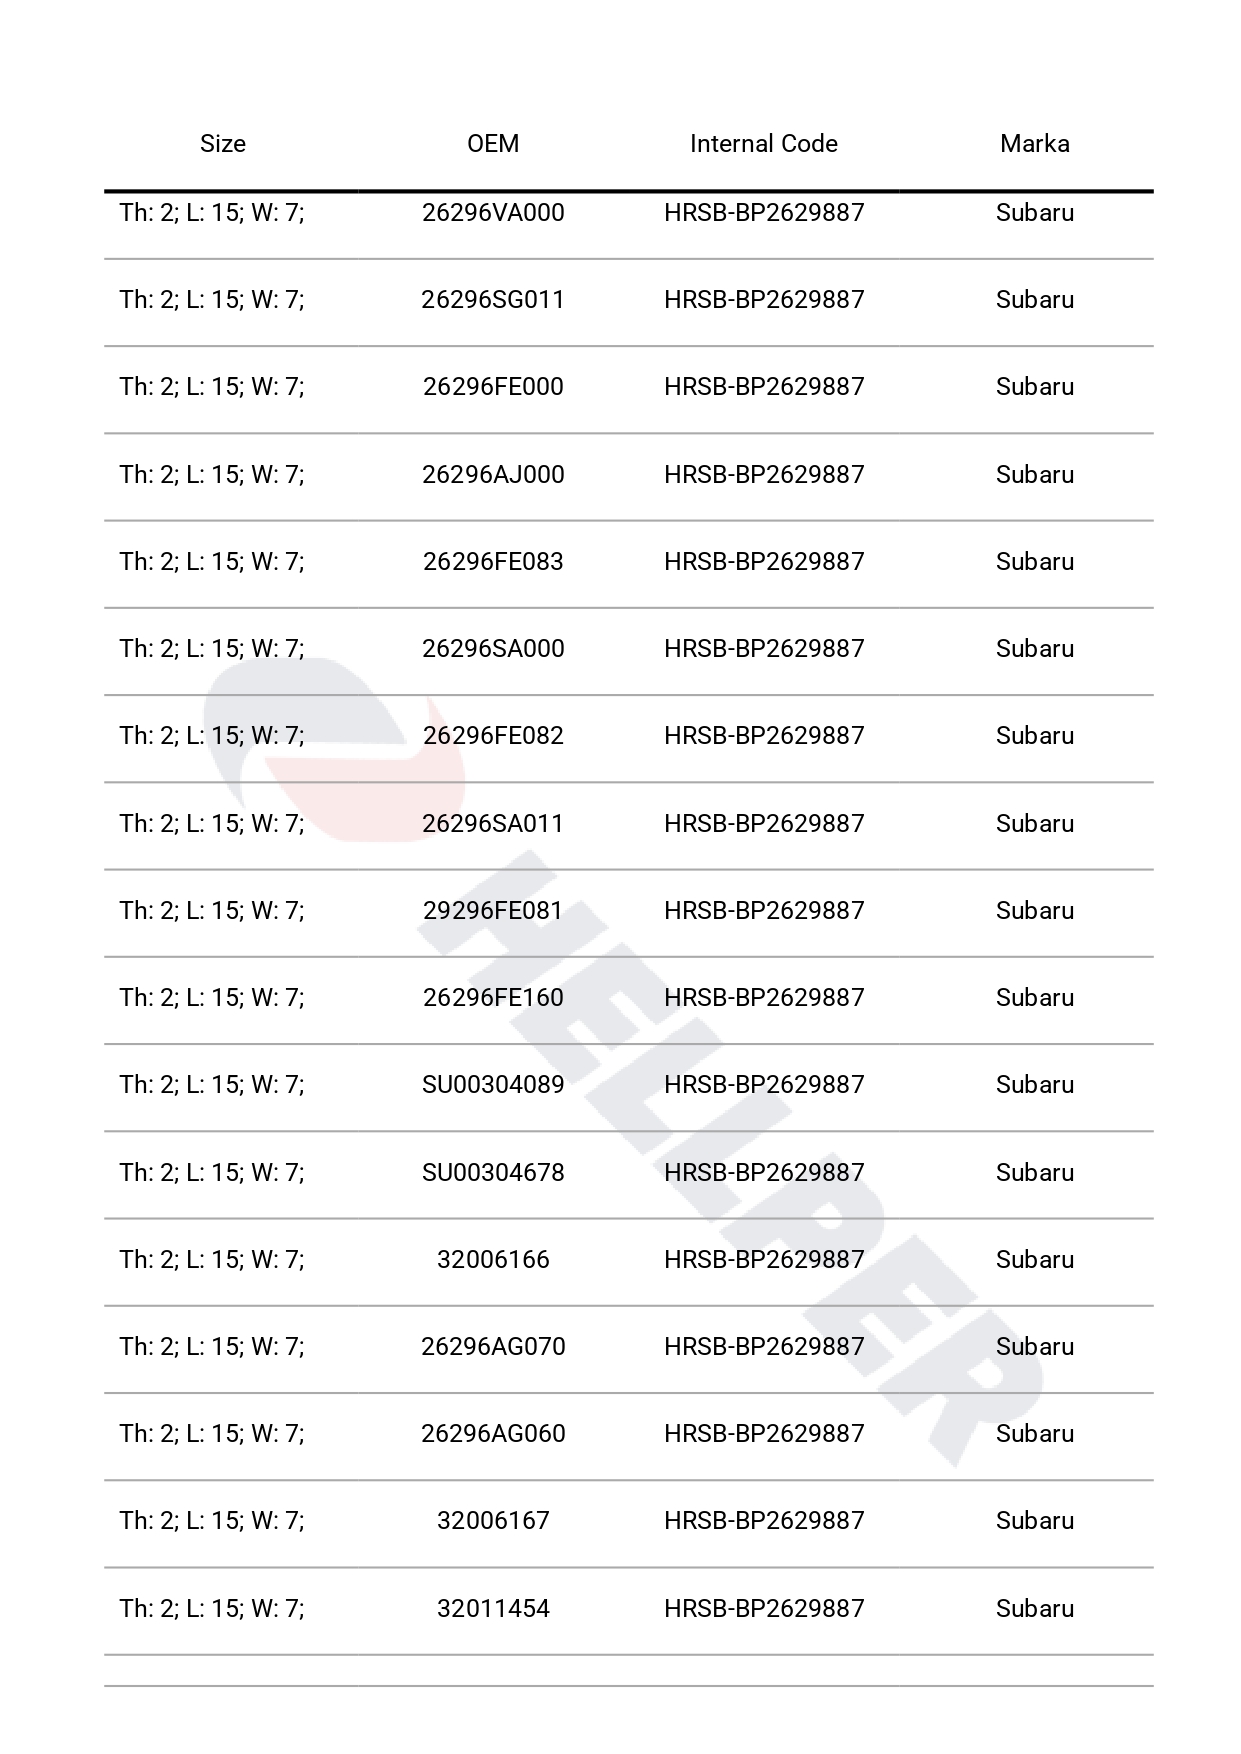 Size OEM Internal Code Marka
Th: 2; L: 15; W: 7; 26296VA000 HRSB-BP2629887 Subaru
Th: 2; L: 15; W: 7; 26296SG011 HRSB-BP2629887 Subaru
Th: 2; L: 15; W: 7; 26296FE000 HRSB-BP2629887 Subaru
Th: 2; L: 15; W: 7; 26296AJ000 HRSB-BP2629887 Subaru
Th: 2; L: 15; W: 7; 26296FE083 HRSB-BP2629887 Subaru
Th: 2; L: 15; W: 7; 26296SA000 HRSB-BP2629887 Subaru
Th: 2; L: 15; W: 7; 26296FE082 HRSB-BP2629887 Subaru
Th: 2; L: 15; W: 7; 26296SA011 HRSB-BP2629887 Subaru
Th: 2; L: 15; W: 7; 29296FE081 HRSB-BP2629887 Subaru
Th: 2; L: 15; W: 7; 26296FE160 HRSB-BP2629887 Subaru
Th: 2; L: 15; W: 7; SU00304089 HRSB-BP2629887 Subaru
Th: 2; L: 15; W: 7; SU00304678 HRSB-BP2629887 Subaru
Th: 2; L: 15; W: 7; 32006166 HRSB-BP2629887 Subaru
Th: 2; L: 15; W: 7; 26296AG070 HRSB-BP2629887 Subaru
Th: 2; L: 15; W: 7; 26296AG060 HRSB-BP2629887 Subaru
Th: 2; L: 15; W: 7; 32006167 HRSB-BP2629887 Subaru
Th: 2; L: 15; W: 7; 32011454 HRSB-BP2629887 Subaru
HELLPER